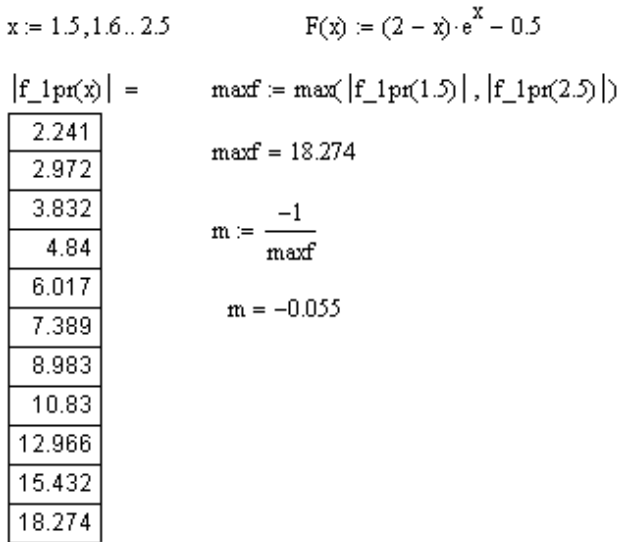 x := 1.5, 1.6 .. 2.5
F(x) := (2 − x)·e^x − 0.5
|f_1pr(x)| =
2.241
2.972
3.832
4.84
6.017
7.389
8.983
10.83
12.966
15.432
18.274
maxf := max(|f_1pr(1.5)|, |f_1pr(2.5)|)
maxf = 18.274
m := −1/maxf
m = −0.055